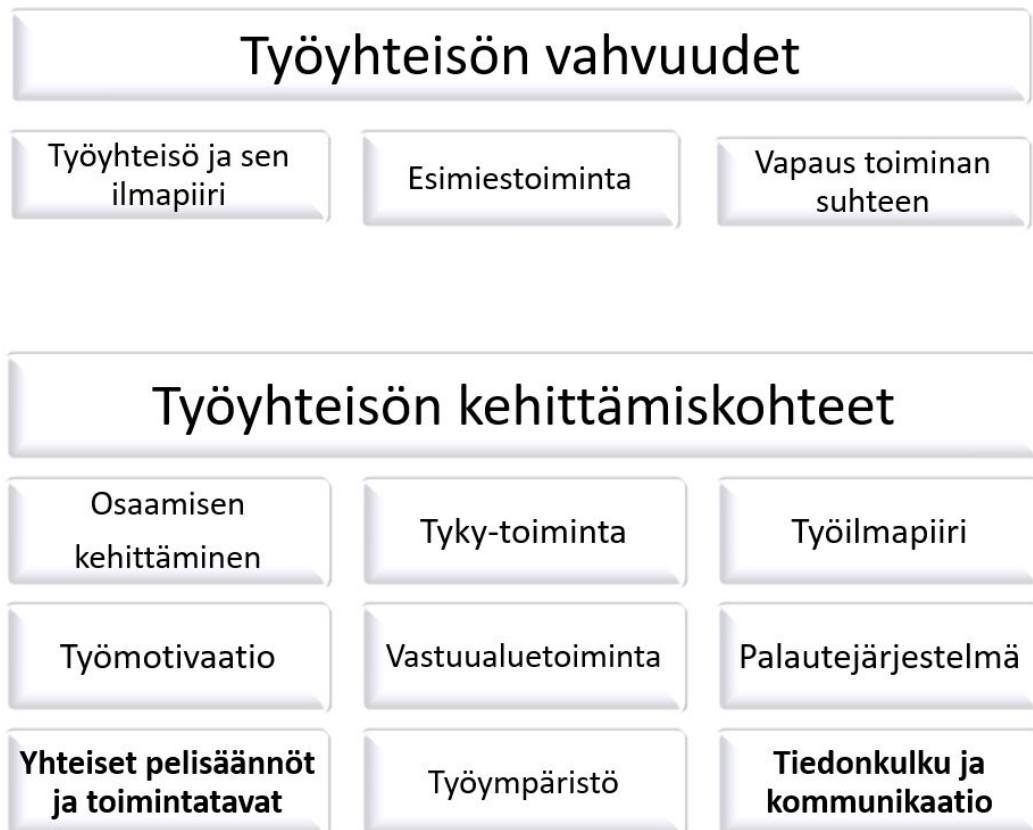 Työyhteisön vahvuudet
Työyhteisö ja sen
ilmapiiri
Esimiestoiminta
Vapaus toiminan
suhteen
Työyhteisön kehittämiskohteet
Osaamisen
kehittäminen
Tyky-toiminta
Työilmapiiri
Työmotivaatio
Vastuualuetoiminta
Palautejärjestelmä
Yhteiset pelisäännöt
ja toimintatavat
Työympäristö
Tiedonkulku ja
kommunikaatio